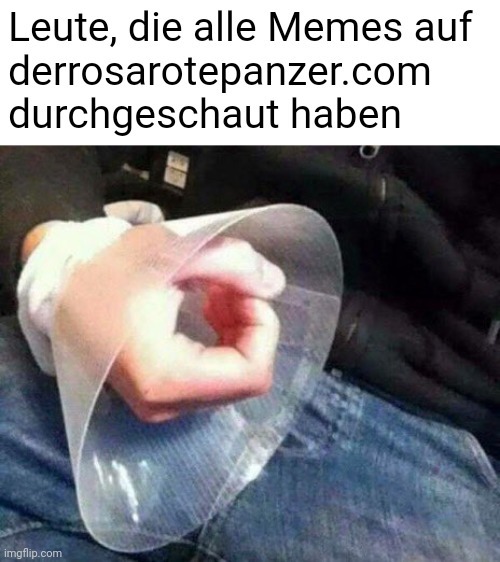 Leute, die alle Memes auf
derrosarotepanzer.com
durchgeschaut haben
imgflip.com